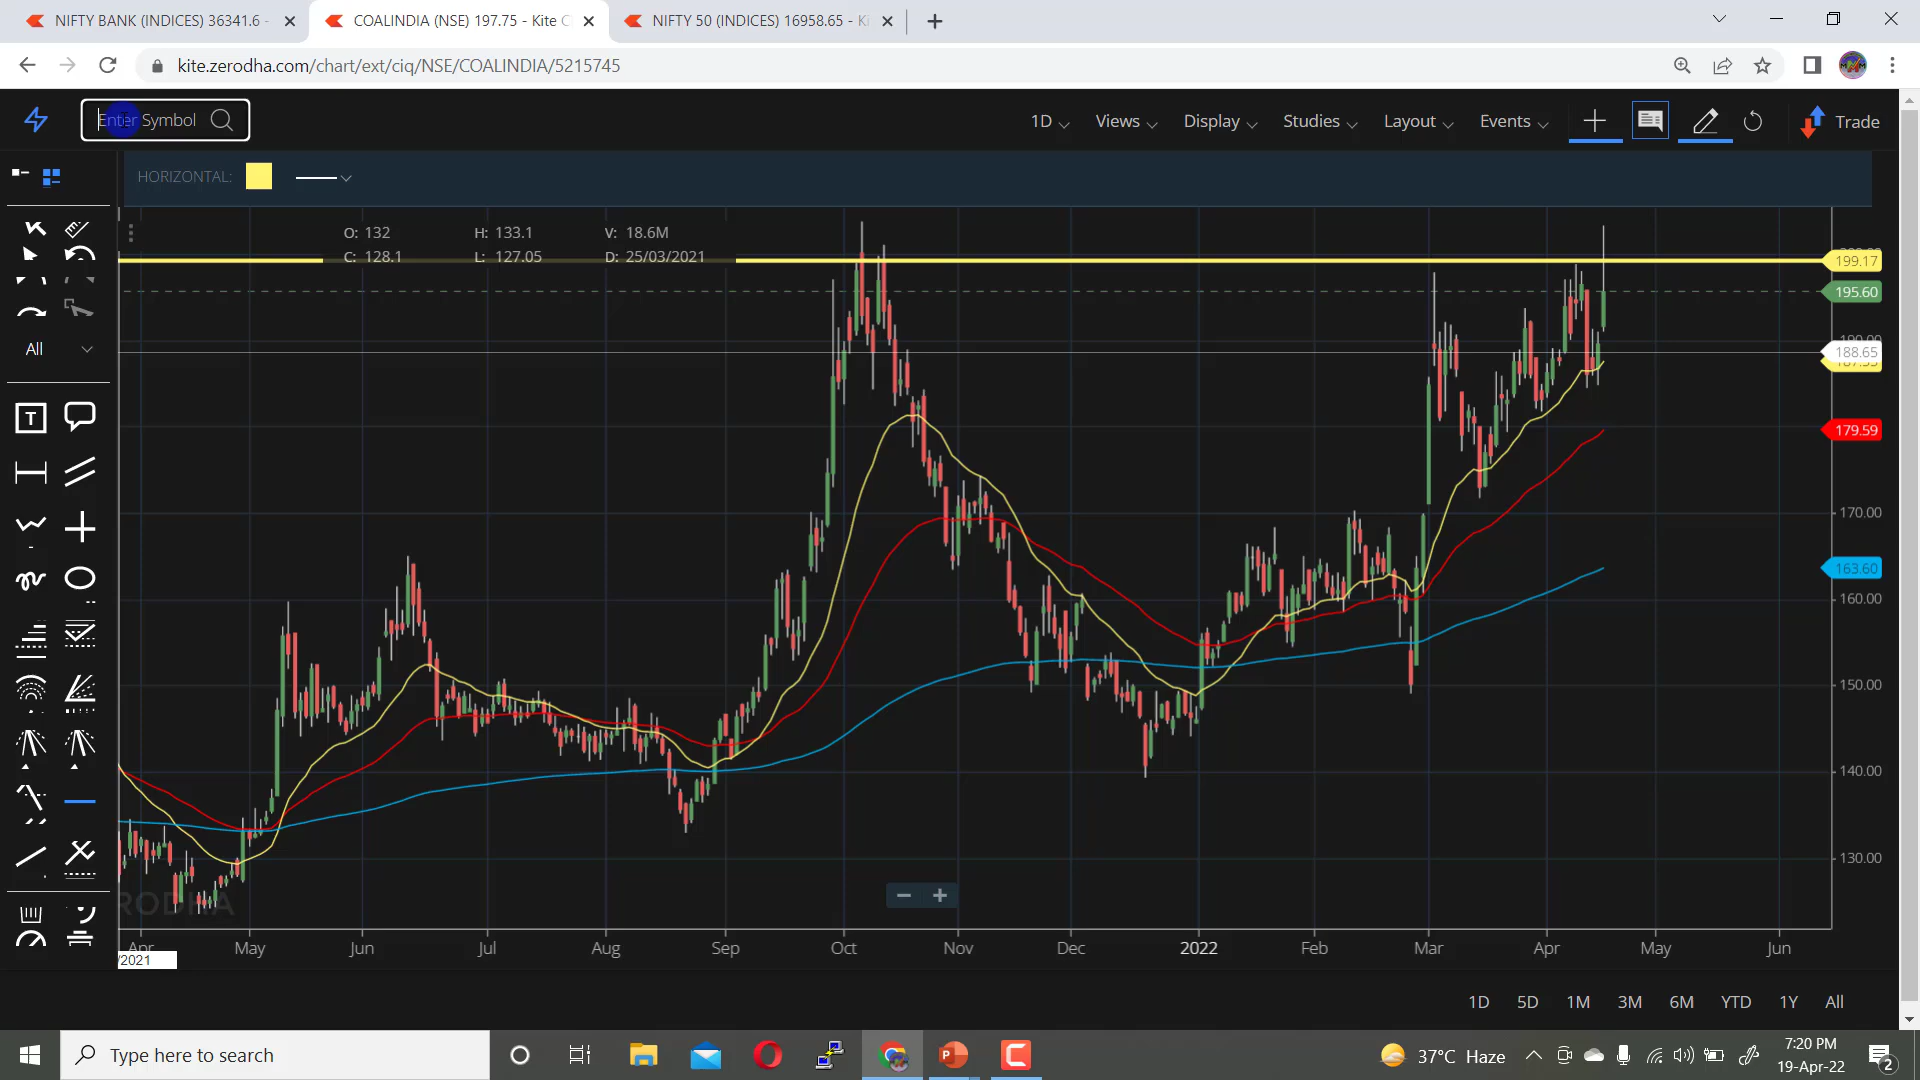 NIFTY BANK (INDICES) 36341.6 -
COALINDIA (NSE) 197.75 - Kite C
NIFTY 50 (INDICES) 16958.65 - Ki
kite.zerodha.com/chart/ext/ciq/NSE/COALINDIA/5215745
Enter Symbol
1D Views Display Studies Layout Events Trade
HORIZONTAL:
O: 132 H: 133.1 V: 18.6M
C: 128.1 L: 127.05 D: 25/03/2021
199.17
195.60
190.00
188.65
179.59
170.00
163.60
160.00
150.00
140.00
130.00
All
T
RODHA
Apr May Jun Jul Aug Sep Oct Nov Dec 2022 Feb Mar Apr May Jun
/2021
1D 5D 1M 3M 6M YTD 1Y All
Type here to search
37°C Haze
7:20 PM
19-Apr-22
2